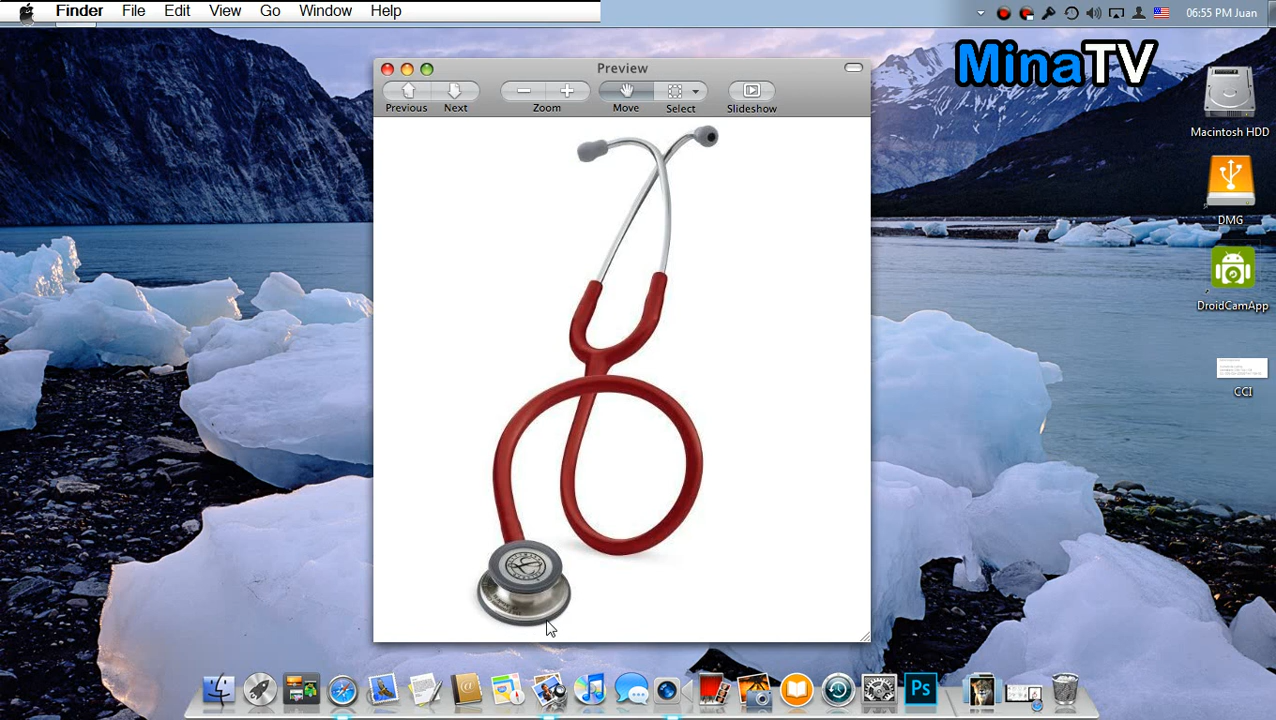 Finder File Edit View Go Window Help
06:55 PM Juan
MinaTV
Preview
Previous Next Zoom Move Select Slideshow
Macintosh HDD
DMG
DroidCamApp
CCI
Ps